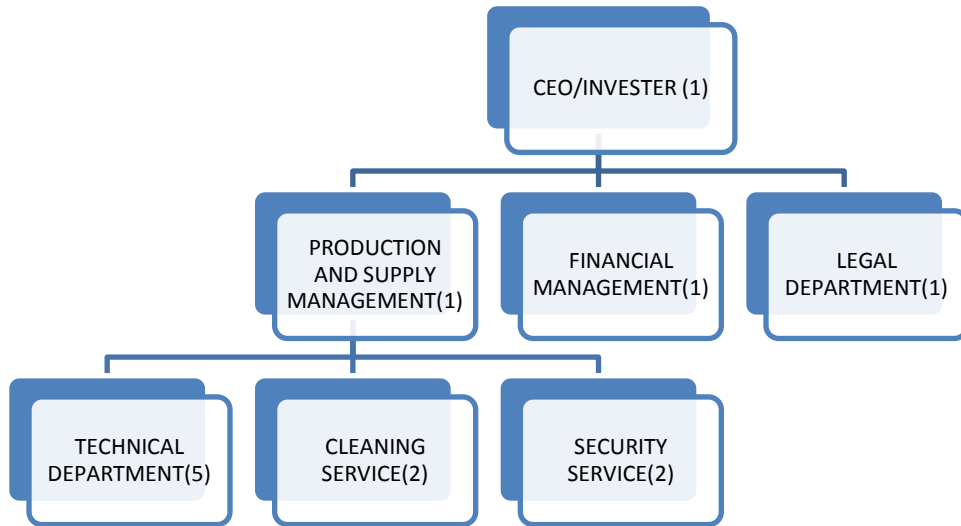 CEO/INVESTER (1)
PRODUCTION
AND SUPPLY
MANAGEMENT(1)
FINANCIAL
MANAGEMENT(1)
LEGAL
DEPARTMENT(1)
TECHNICAL
DEPARTMENT(5)
CLEANING
SERVICE(2)
SECURITY
SERVICE(2)